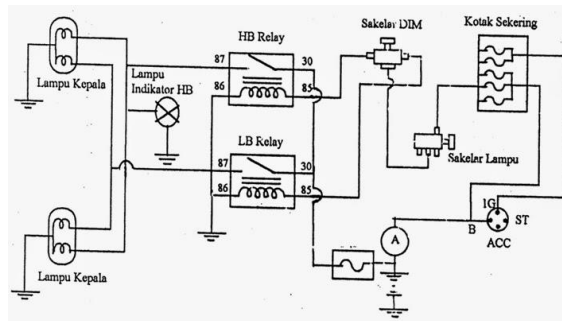 HB Relay
Sakelar DIM
Kotak Sekering
87
30
Lampu Kepala
Lampu
Indikator HB
86
85
LB Relay
87
30
Sakelar Lampu
86
85
IG
ST
A
B
ACC
Lampu Kepala